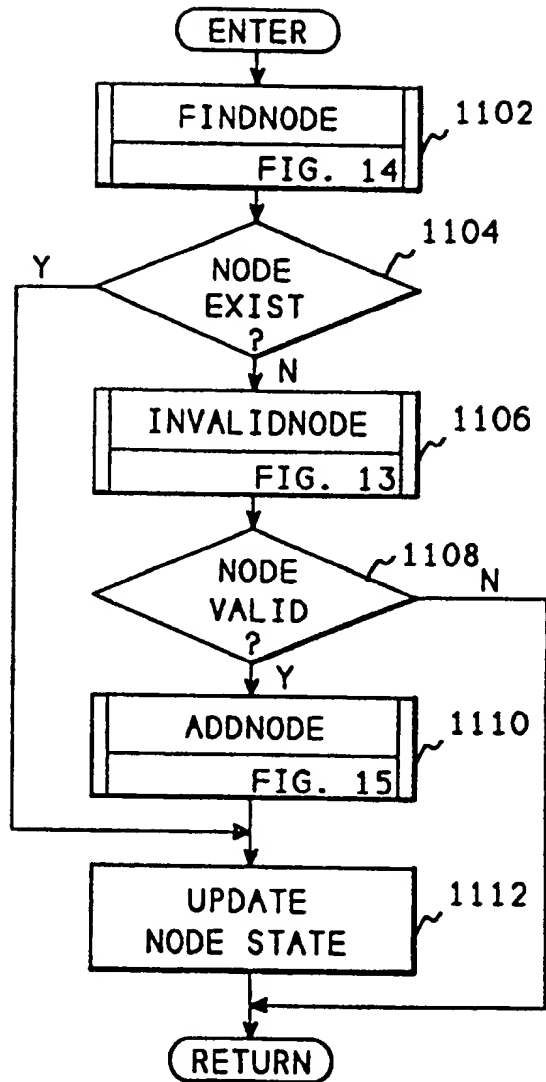 ENTER
FINDNODE
FIG. 14
1102
1104
Y
NODE
EXIST
?
N
INVALIDNODE
FIG. 13
1106
1108
NODE
VALID
?
N
Y
ADDNODE
FIG. 15
1110
UPDATE
NODE STATE
1112
RETURN